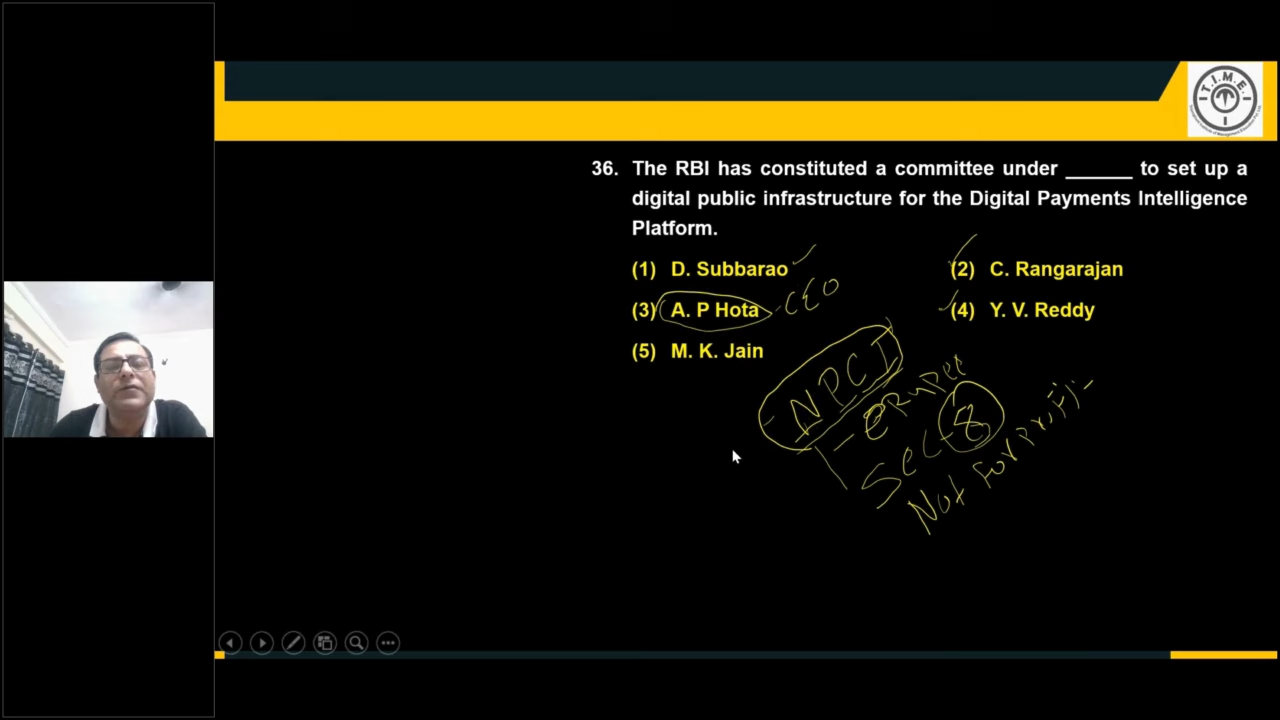 T.I.M.E.
36. The RBI has constituted a committee under ______ to set up a
digital public infrastructure for the Digital Payments Intelligence
Platform.
(1) D. Subbarao
(2) C. Rangarajan
(3) A. P Hota - CEO
(4) Y. V. Reddy
(5) M. K. Jain
NPCI
erupee
Sec 8
Not for profit